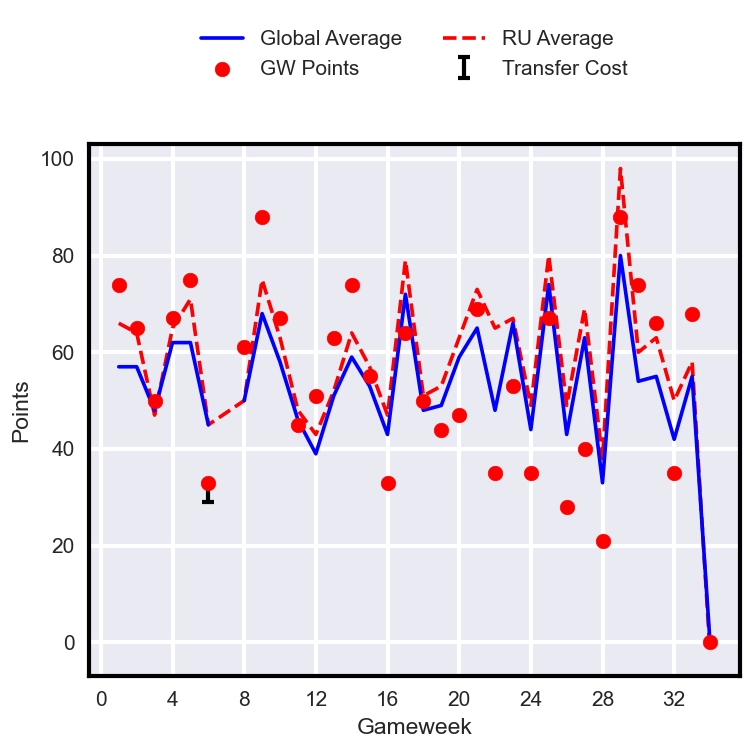 Global Average
RU Average
GW Points
Transfer Cost
100
80
60
40
20
0
Points
0 4 8 12 16 20 24 28 32
Gameweek